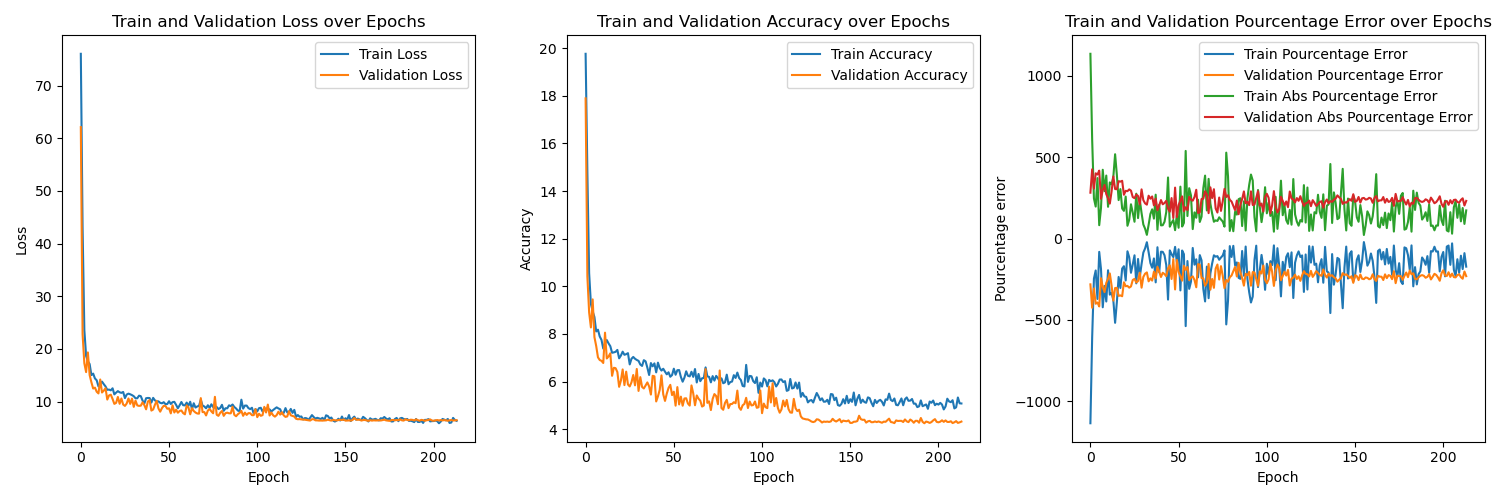 Train and Validation Loss over Epochs
Train Loss
Validation Loss
Loss
70
60
50
40
30
20
10
0
50
100
150
200
Epoch
Train and Validation Accuracy over Epochs
Train Accuracy
Validation Accuracy
Accuracy
20
18
16
14
12
10
8
6
4
0
50
100
150
200
Epoch
Train and Validation Pourcentage Error over Epochs
Train Pourcentage Error
Validation Pourcentage Error
Train Abs Pourcentage Error
Validation Abs Pourcentage Error
Pourcentage error
1000
500
0
−500
−1000
0
50
100
150
200
Epoch